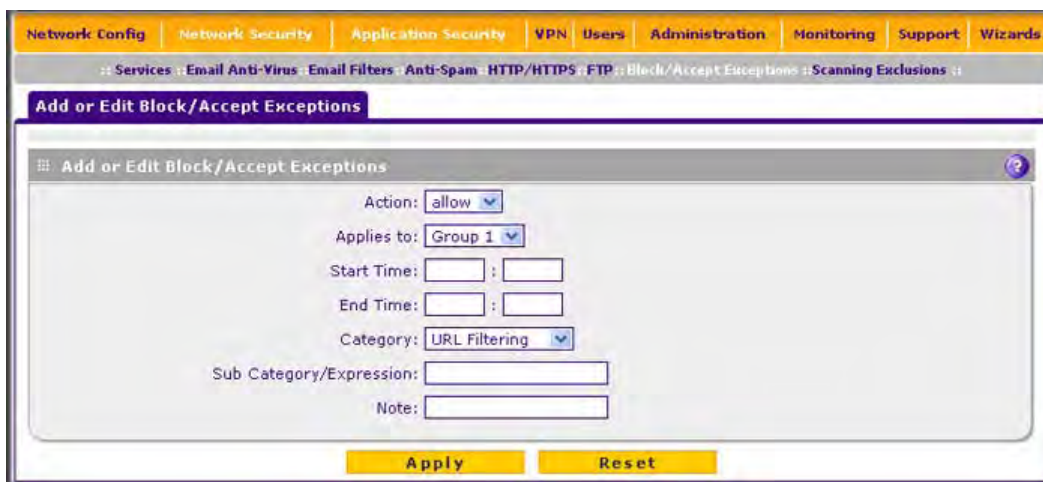 Network Config Network Security Application Security VPN Users Administration Monitoring Support Wizards
:: Services :: Email Anti-Virus :: Email Filters :: Anti-Spam :: HTTP/HTTPS :: FTP :: Block/Accept Exceptions :: Scanning Exclusions ::
Add or Edit Block/Accept Exceptions
Add or Edit Block/Accept Exceptions ?
Action: allow
Applies to: Group 1
Start Time: :
End Time: :
Category: URL Filtering
Sub Category/Expression:
Note:
Apply Reset